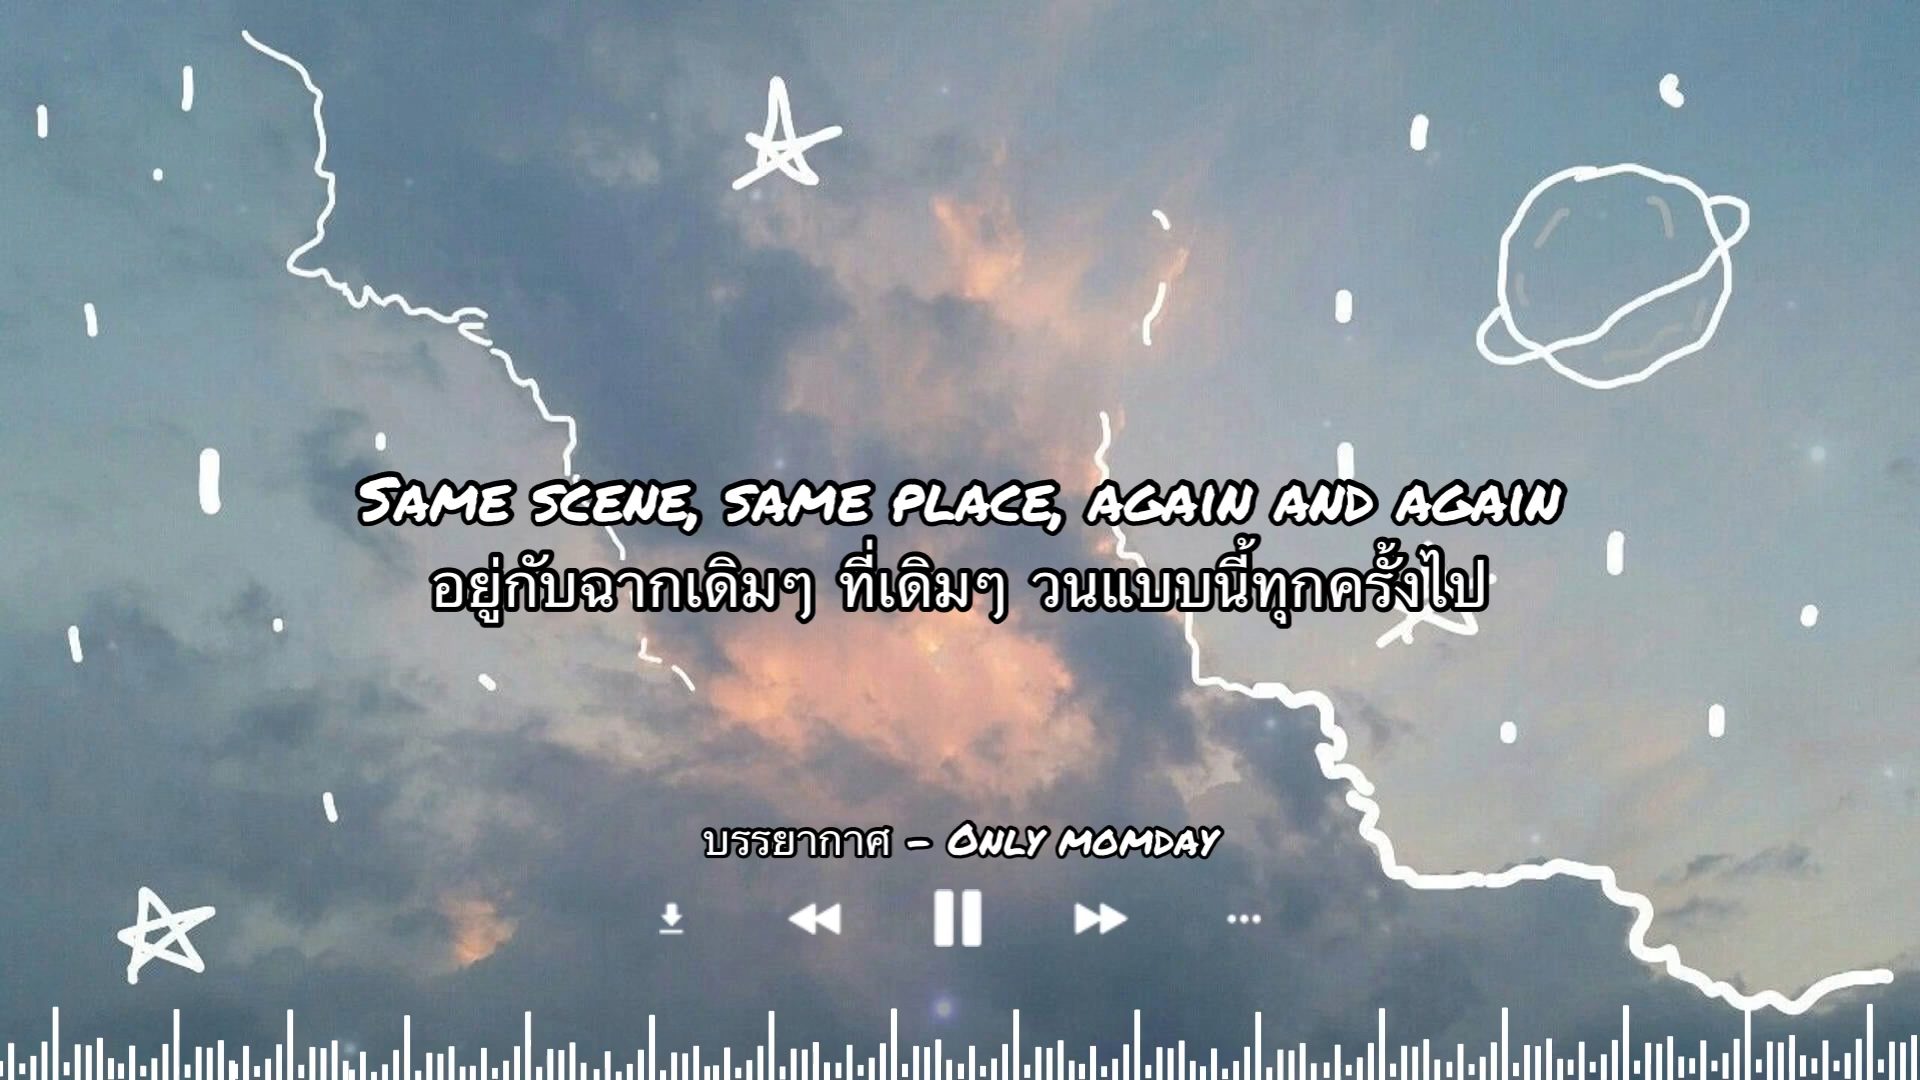 Same scene, same place, again and again
อยู่กับฉากเดิมๆ ที่เดิมๆ วนแบบนี้ทุกครั้งไป
บรรยากาศ - Only momday